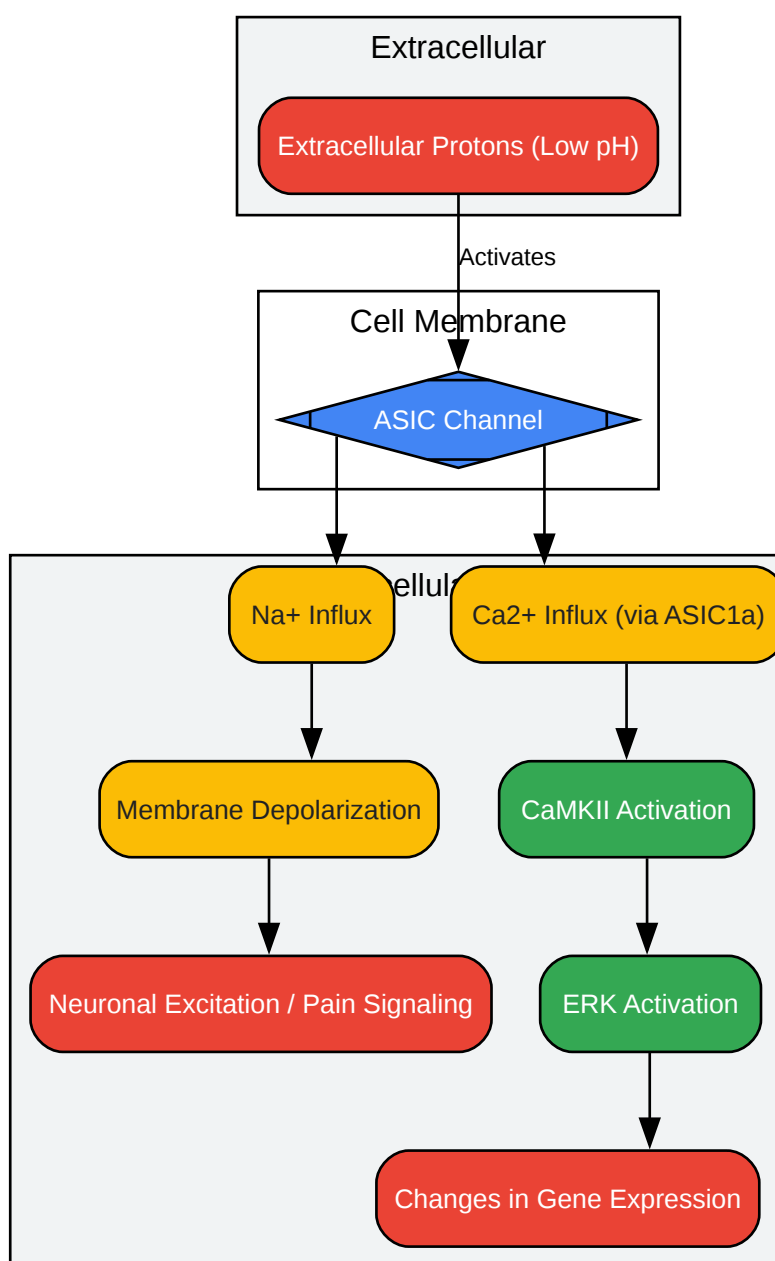 Extracellular
Extracellular Protons (Low pH)
Activates
Cell Membrane
ASIC Channel
Na+ Influx
Ca2+ Influx (via ASIC1a)
Membrane Depolarization
CaMKII Activation
Neuronal Excitation / Pain Signaling
ERK Activation
Changes in Gene Expression